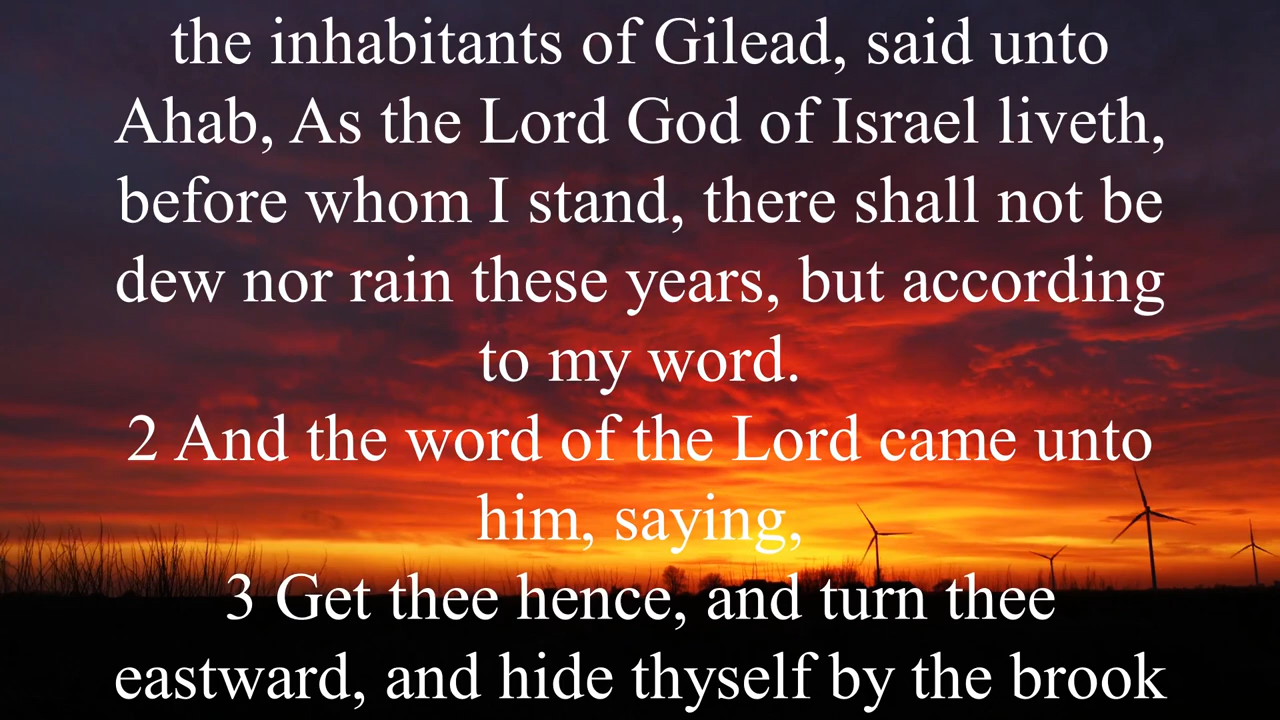 the inhabitants of Gilead, said unto
Ahab, As the Lord God of Israel liveth,
before whom I stand, there shall not be
dew nor rain these years, but according
to my word.
2 And the word of the Lord came unto
him, saying,
3 Get thee hence, and turn thee
eastward, and hide thyself by the brook